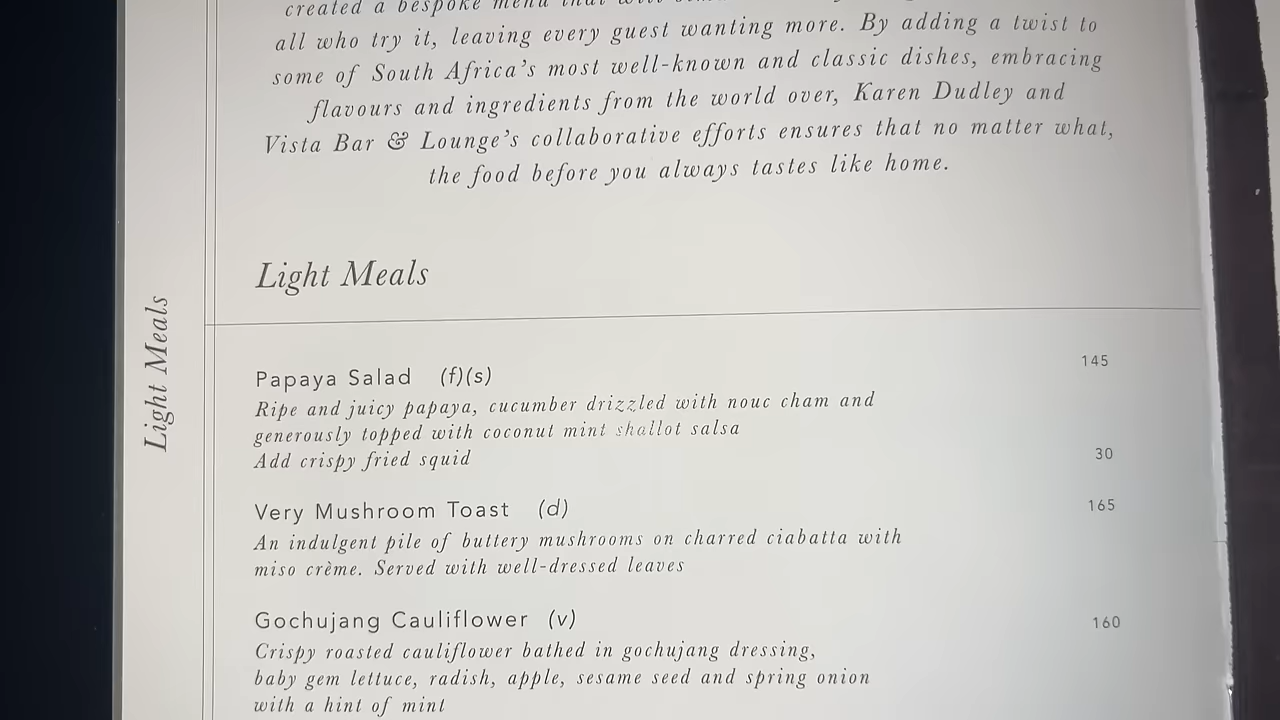 created a bespoke menu that will
all who try it, leaving every guest wanting more. By adding a twist to
some of South Africa's most well-known and classic dishes, embracing
flavours and ingredients from the world over, Karen Dudley and
Vista Bar & Lounge's collaborative efforts ensures that no matter what,
the food before you always tastes like home.
Light Meals
Light Meals
Papaya Salad (f)(s) 145
Ripe and juicy papaya, cucumber drizzled with nouc cham and
generously topped with coconut mint shallot salsa
Add crispy fried squid 30
Very Mushroom Toast (d) 165
An indulgent pile of buttery mushrooms on charred ciabatta with
miso crème. Served with well-dressed leaves
Gochujang Cauliflower (v) 160
Crispy roasted cauliflower bathed in gochujang dressing,
baby gem lettuce, radish, apple, sesame seed and spring onion
with a hint of mint